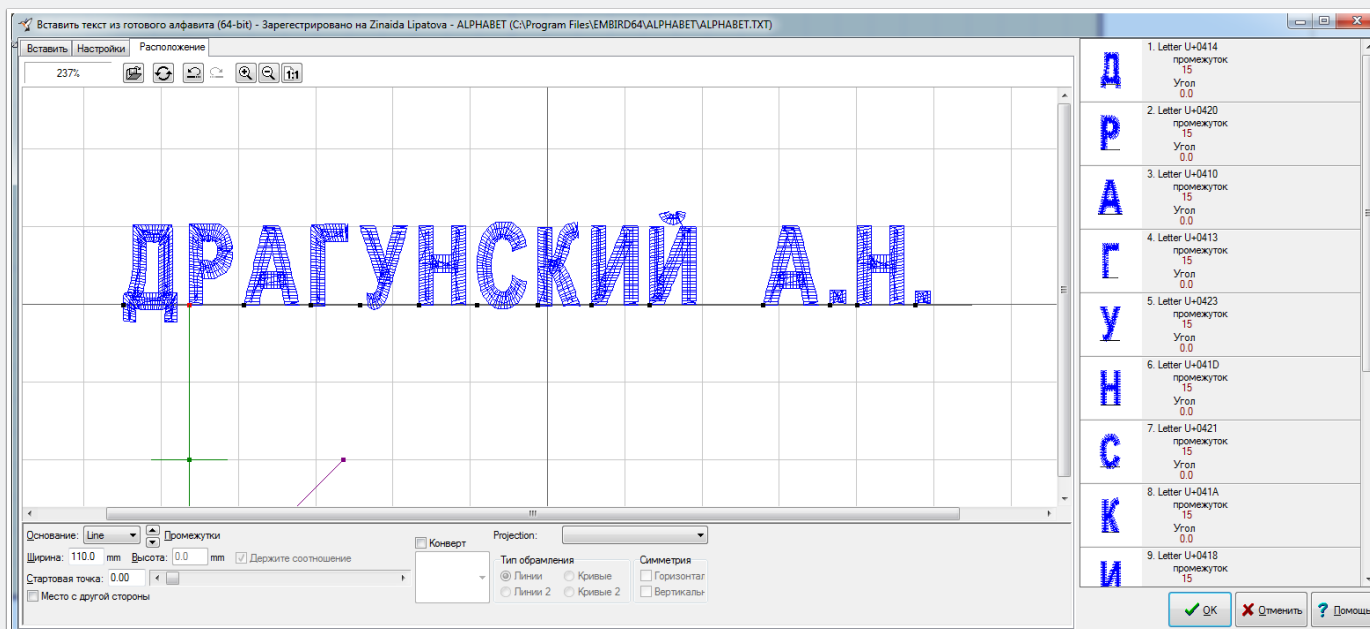 Вставить текст из готового алфавита (64-bit) - Зарегестрировано на Zinaida Lipatova - ALPHABET (C:\Program Files\EMBIRD64\ALPHABET\ALPHABET.TXT)
Вставить Настройки Расположение
237%
1:1
ДРАГУНСКИЙ А.Н.
Основание: Line Промежутки
Ширина: 110.0 mm Высота: 0.0 mm Держите соотношение
Стартовая точка: 0.00
Место с другой стороны
Конверт
Projection:
Тип обрамления
Линии Кривые
Линии 2 Кривые 2
Симметрия
Горизонтал
Вертикальн
Д
1. Letter U+0414
промежуток
15
Угол
0.0
Р
2. Letter U+0420
промежуток
15
Угол
0.0
А
3. Letter U+0410
промежуток
15
Угол
0.0
Г
4. Letter U+0413
промежуток
15
Угол
0.0
У
5. Letter U+0423
промежуток
15
Угол
0.0
Н
6. Letter U+041D
промежуток
15
Угол
0.0
С
7. Letter U+0421
промежуток
15
Угол
0.0
К
8. Letter U+041A
промежуток
15
Угол
0.0
И
9. Letter U+0418
промежуток
15
OK Отменить Помощь